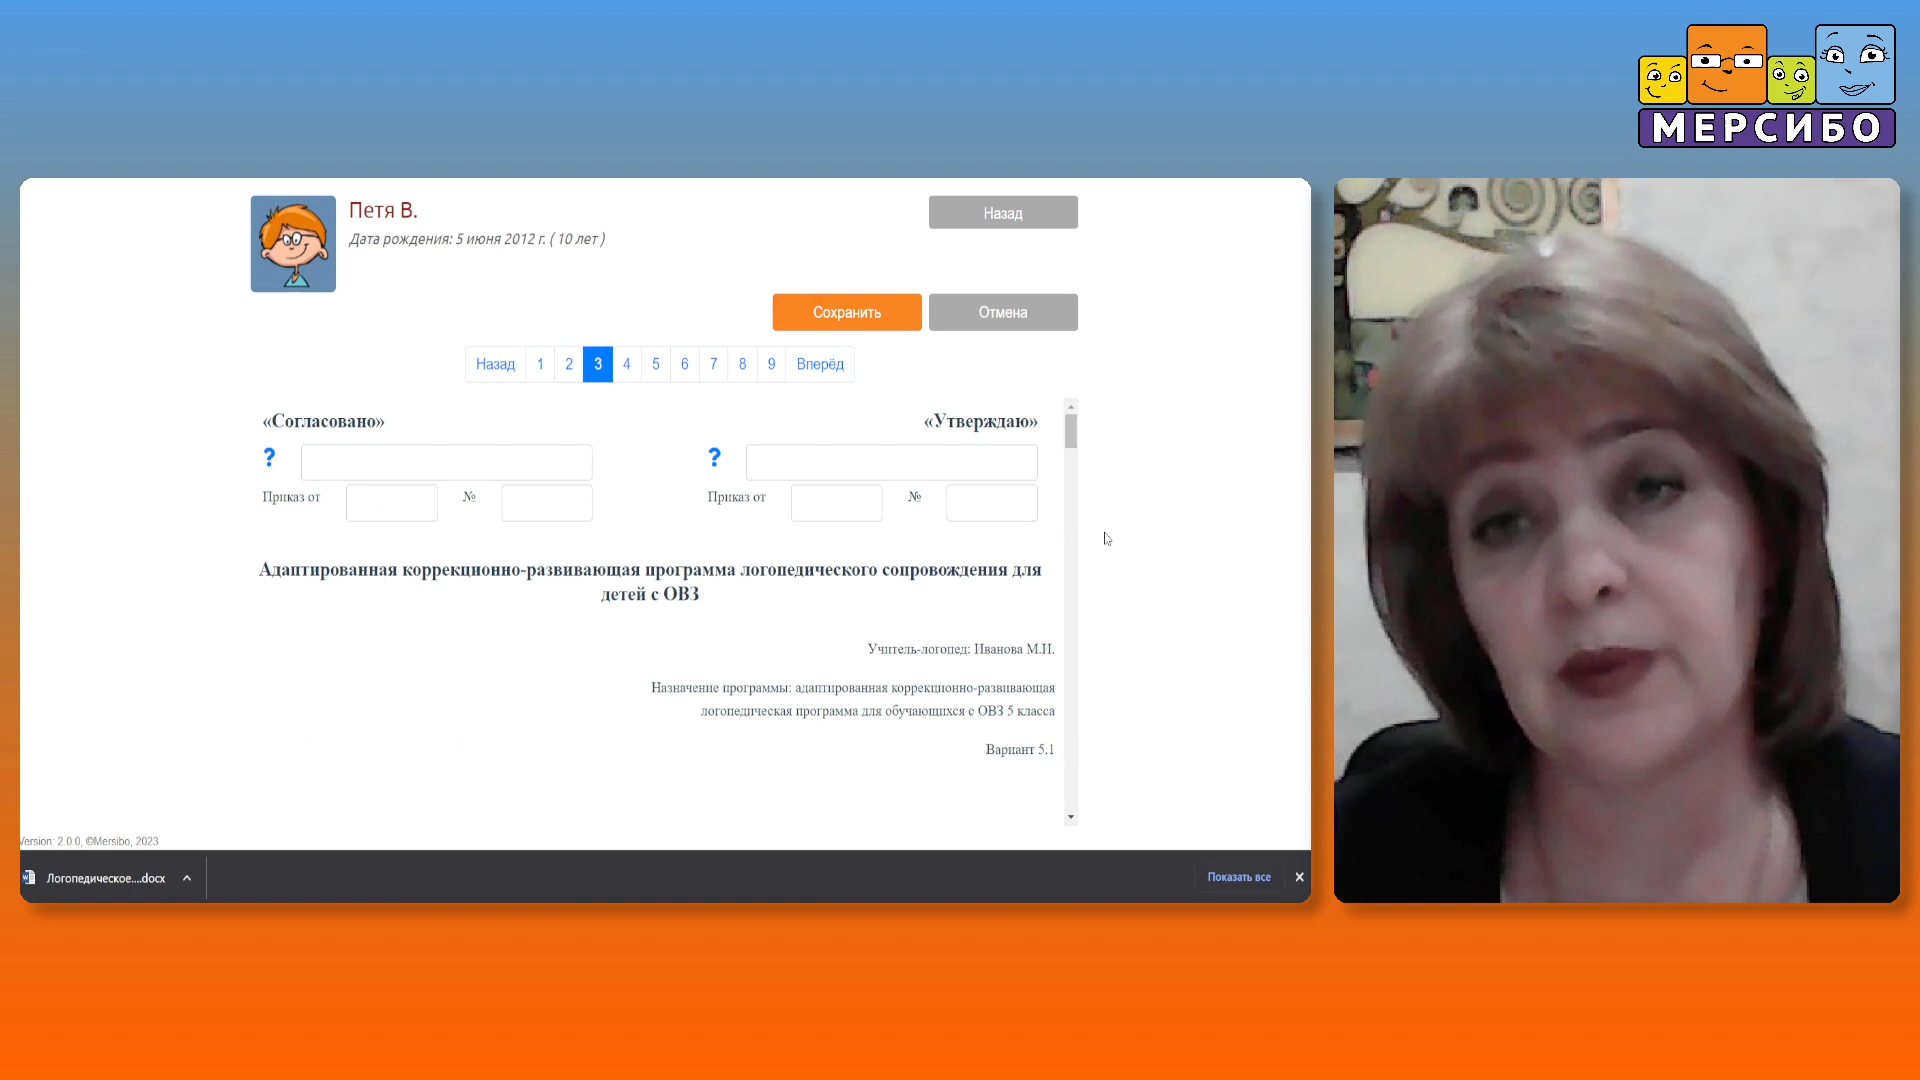 МЕРСИБО
Петя В.
Дата рождения: 5 июня 2012 г. ( 10 лет )
Назад
Сохранить
Отмена
Назад 1 2 3 4 5 6 7 8 9 Вперёд
«Согласовано»
«Утверждаю»
?
?
Приказ от
№
Приказ от
№
Адаптированная коррекционно-развивающая программа логопедического сопровождения для
детей с ОВЗ
Учитель-логопед: Иванова М.И.
Назначение программы: адаптированная коррекционно-развивающая
логопедическая программа для обучающихся с ОВЗ 5 класса
Вариант 5.1
Version: 2.0.0, ©Mersibo, 2023
Логопедическое....docx
Показать все